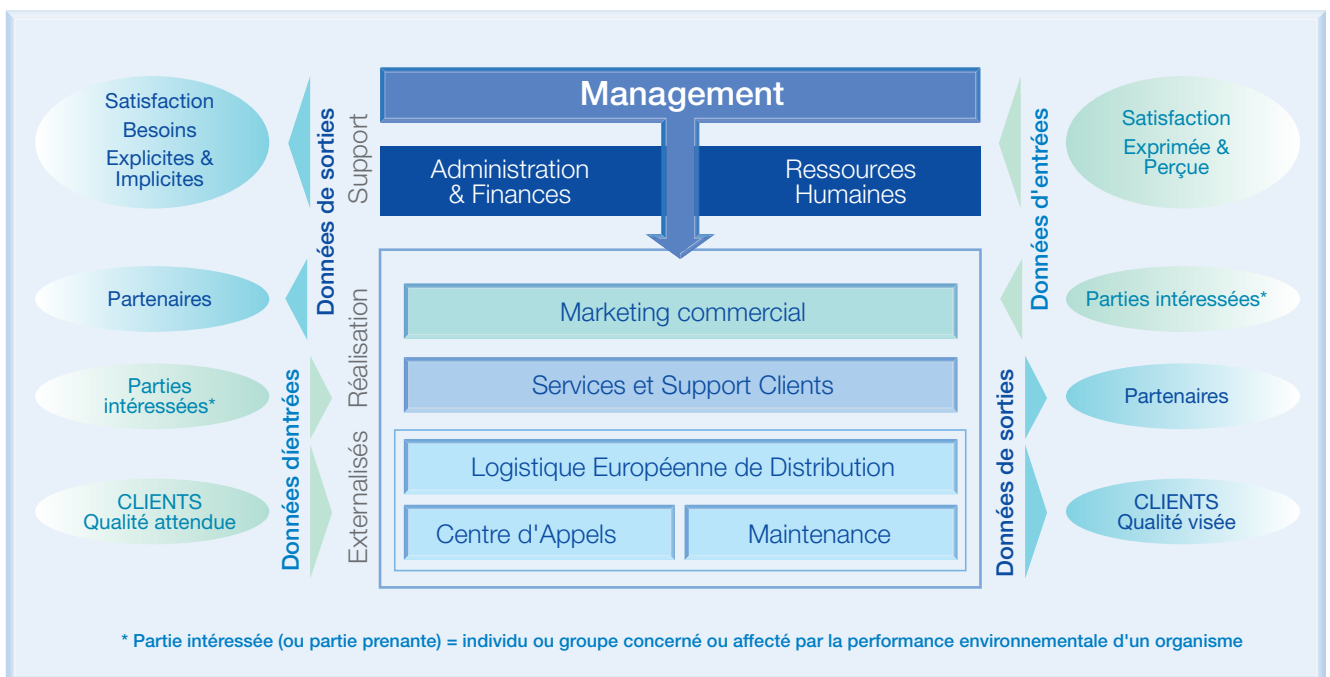 Management
Administration
& Finances
Ressources
Humaines
Support
Satisfaction
Besoins
Explicites &
Implicites
Partenaires
Données de sorties
Parties
intéressées*
CLIENTS
Qualité attendue
Données díentrées
Réalisation
Marketing commercial
Services et Support Clients
Externalisés
Logistique Européenne de Distribution
Centre d'Appels
Maintenance
Données d'entrées
Satisfaction
Exprimée &
Perçue
Parties intéressées*
Données de sorties
Partenaires
CLIENTS
Qualité visée
* Partie intéressée (ou partie prenante) = individu ou groupe concerné ou affecté par la performance environnementale d'un organisme